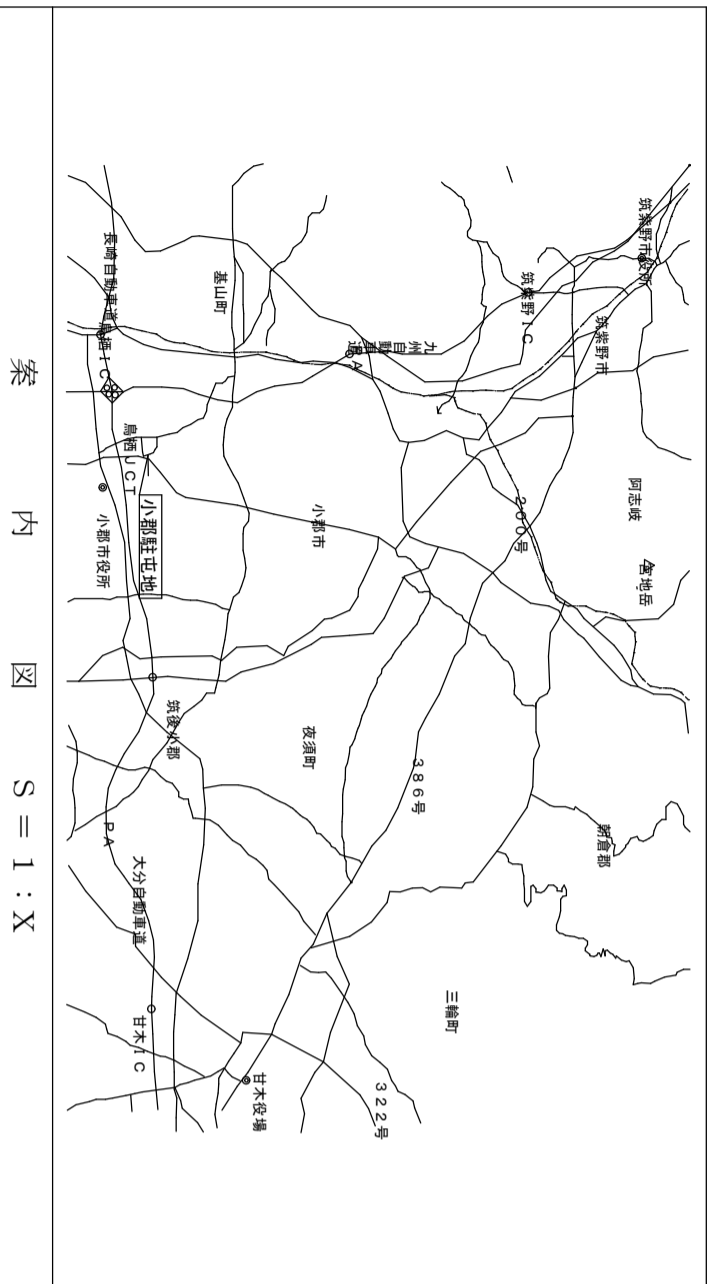 筑紫野市役所
筑紫野市
筑紫野IC
阿志岐
宮地岳
200号
朝倉郡
九州自動車道
PA
基山町
小郡市
夜須町
386号
三輪町
322号
長崎自動車道鳥栖IC
鳥栖JCT
小郡駐屯地
小郡市役所
筑後小郡
PA
大分自動車道
甘木IC
甘木役場
案内図 S=1:X